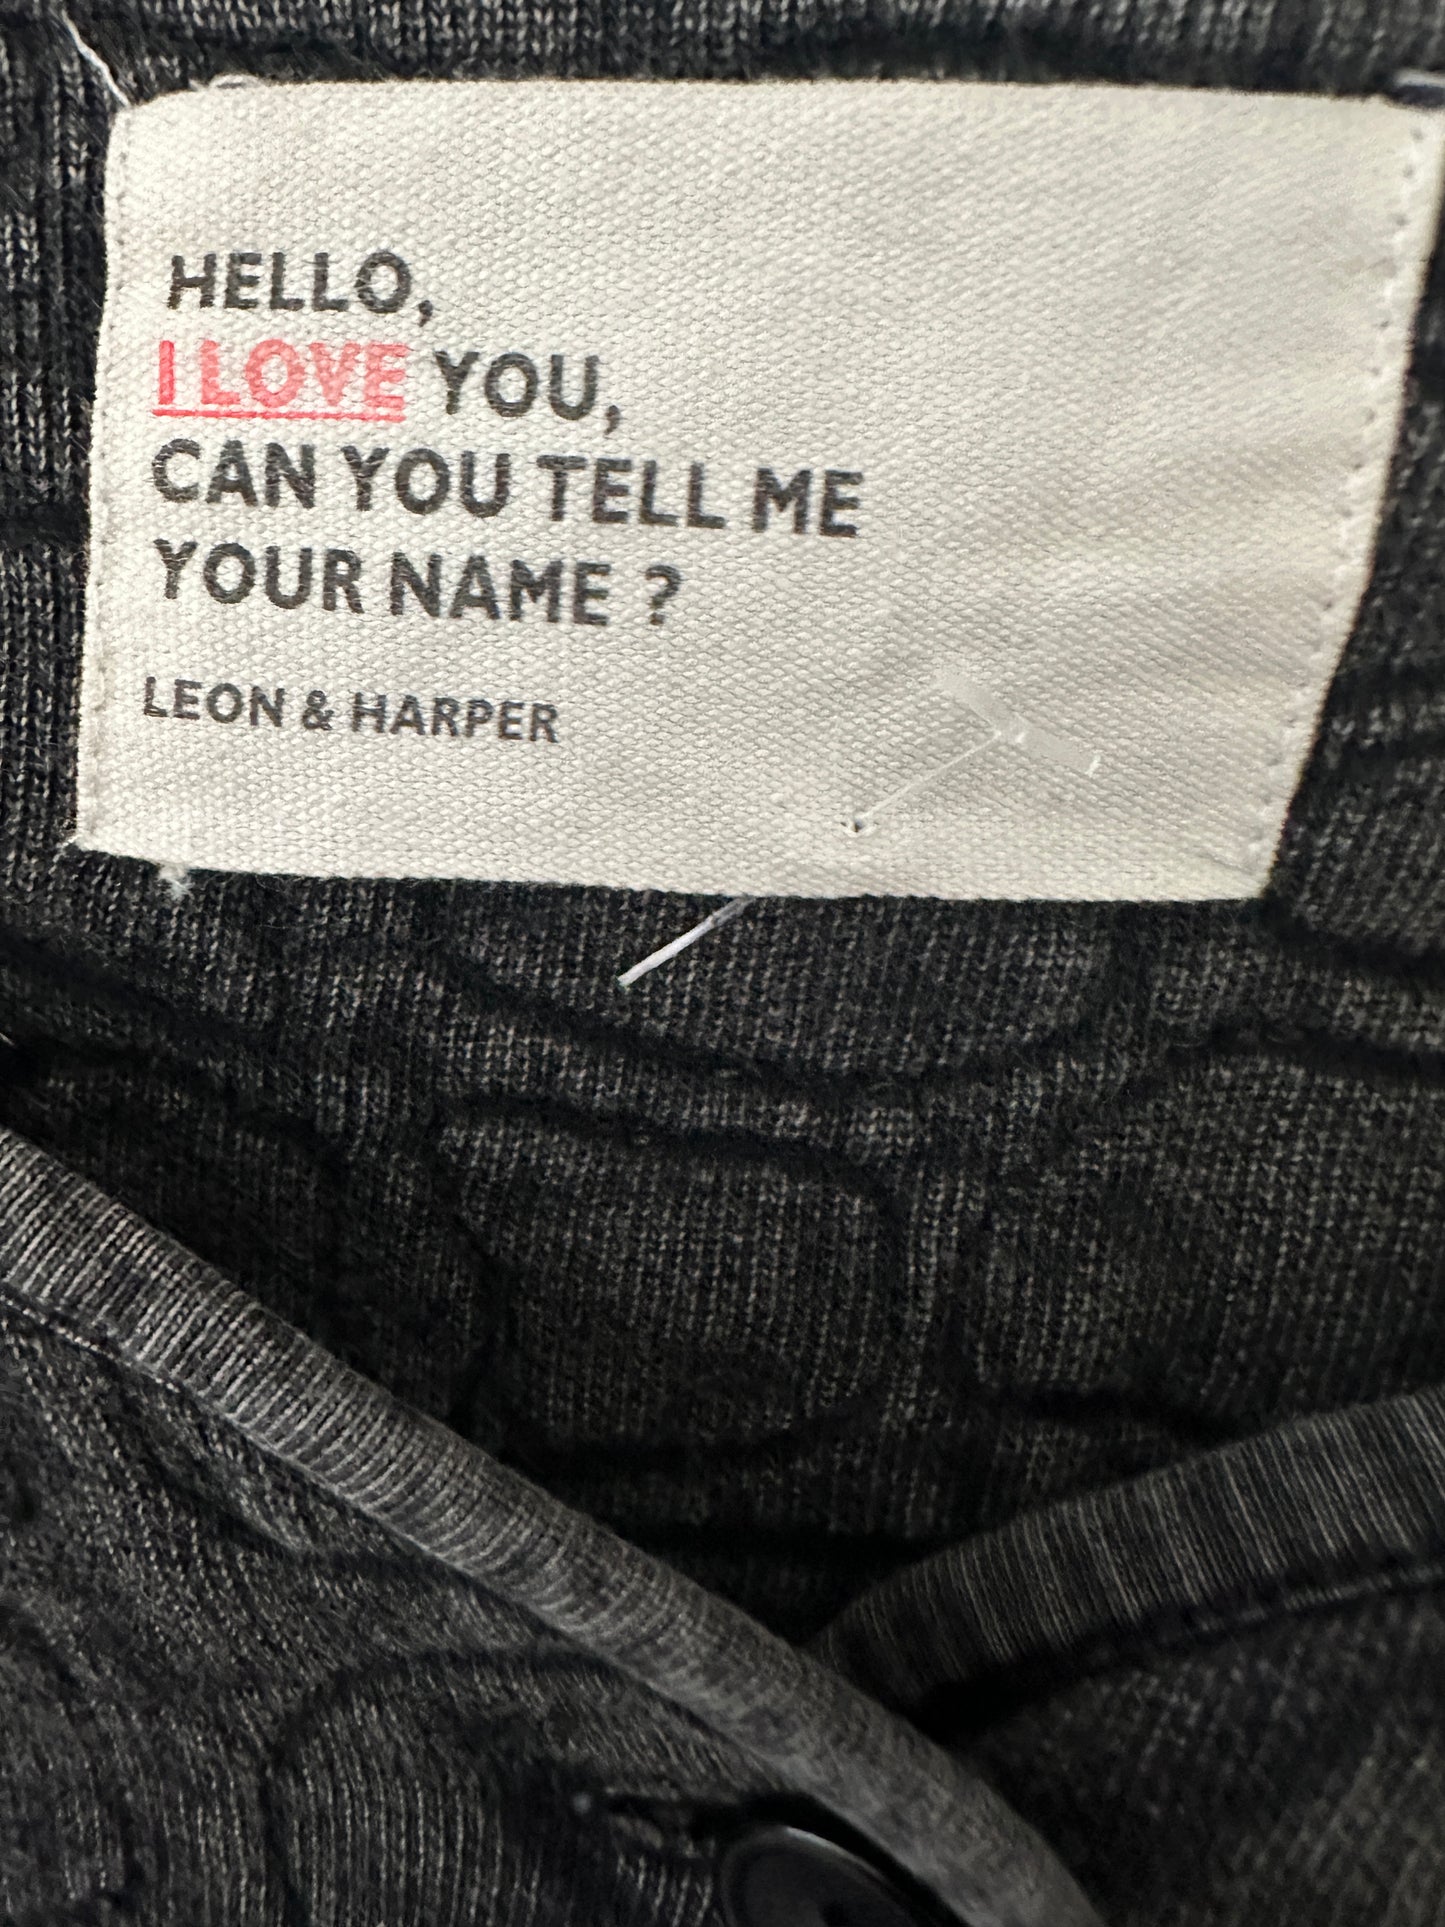 HELLO,
I LOVE YOU,
CAN YOU TELL ME
YOUR NAME ?
LEON & HARPER